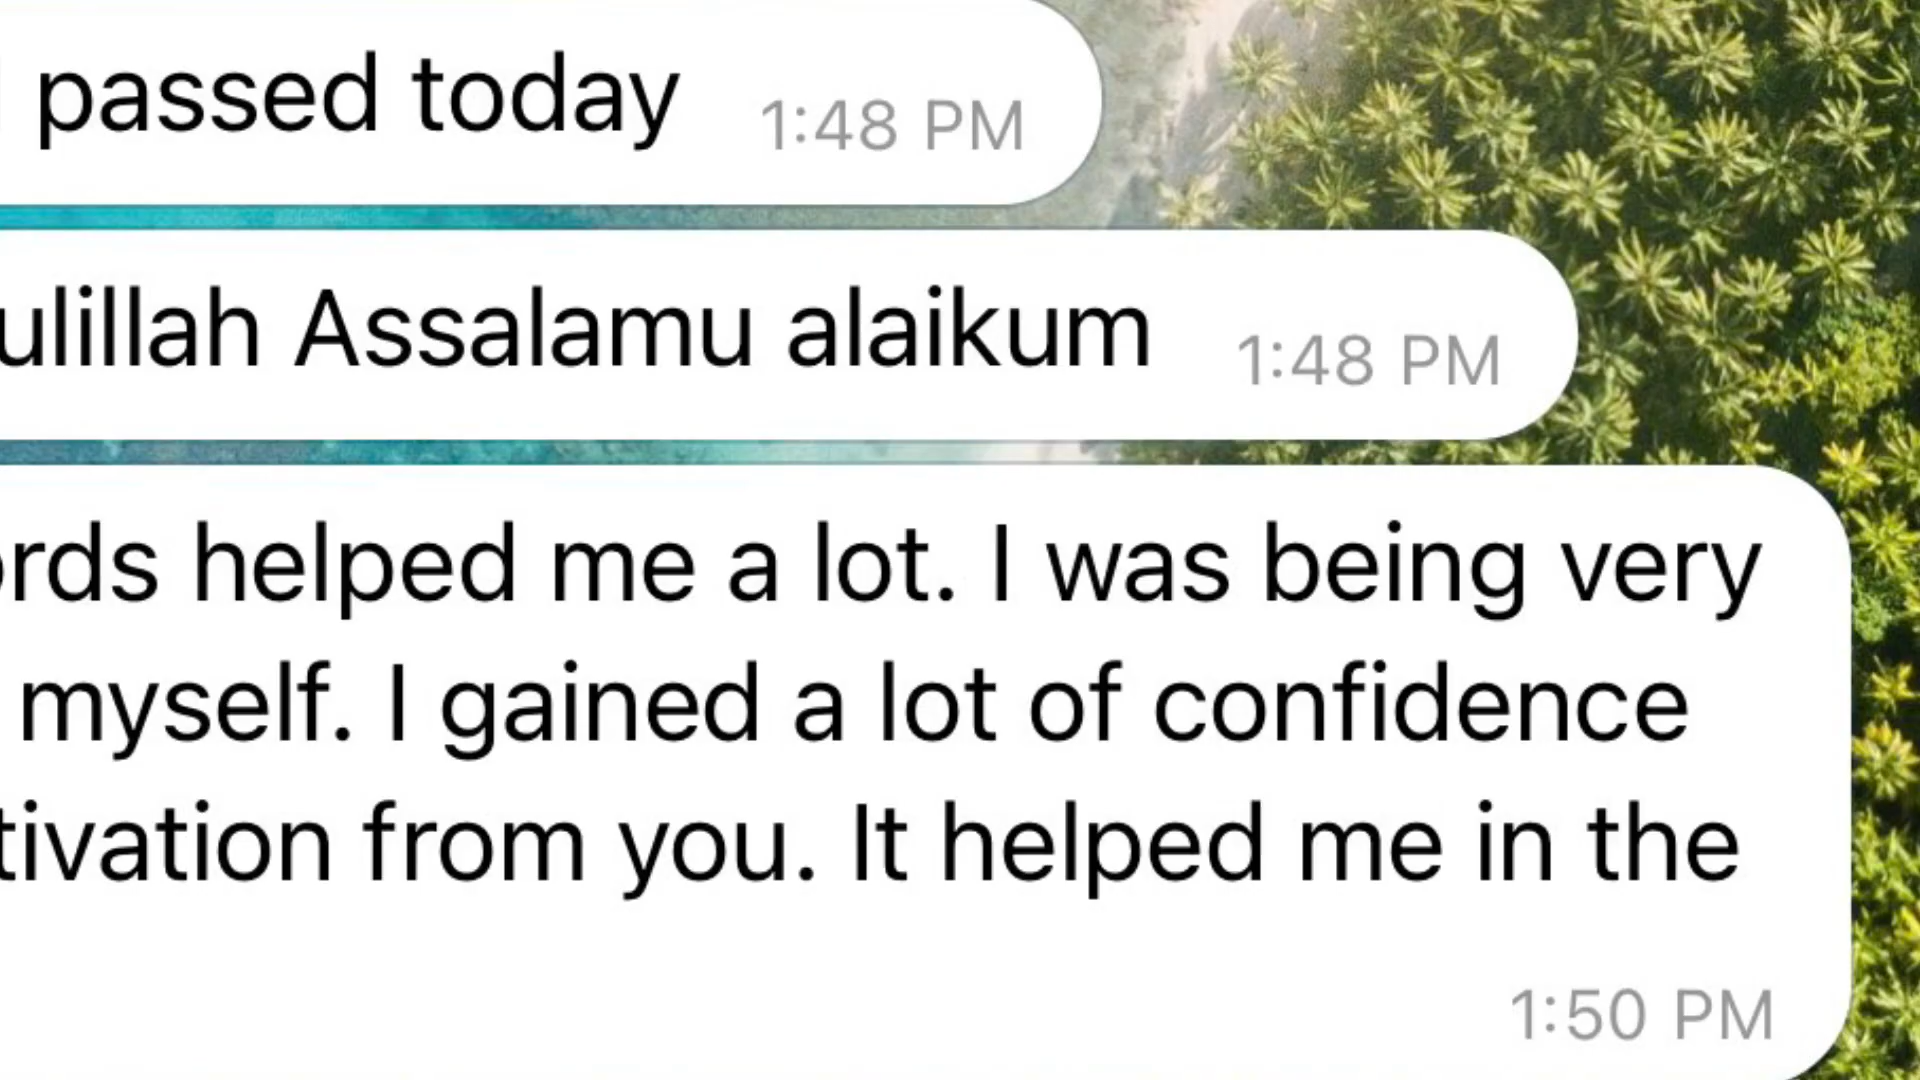 passed today 1:48 PM
ulillah Assalamu alaikum 1:48 PM
rds helped me a lot. I was being very
myself. I gained a lot of confidence
tivation from you. It helped me in the
1:50 PM